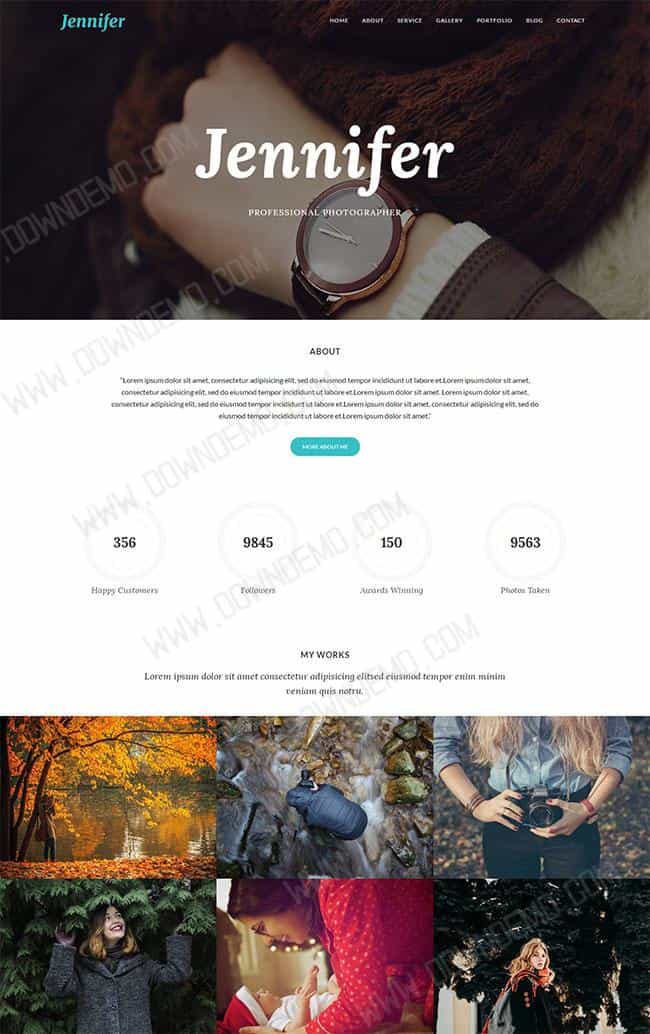 Jennifer
HOME ABOUT SERVICE GALLERY PORTFOLIO BLOG CONTACT
Jennifer
PROFESSIONAL PHOTOGRAPHER
ABOUT
"Lorem ipsum dolor sit amet, consectetur adipisicing elit, sed do eiusmod tempor incididunt ut labore et.Lorem ipsum dolor sit amet,
consectetur adipisicing elit, sed do eiusmod tempor incididunt ut labore et.Lorem ipsum dolor sit amet. Lorem ipsum dolor sit amet,
consectetur adipisicing elit, sed do eiusmod tempor incididunt ut labore et.Lorem ipsum dolor sit amet, consectetur adipisicing elit, sed do
eiusmod tempor incididunt ut labore et.Lorem ipsum dolor sit amet."
MORE ABOUT ME
356 9845 150 9563
Happy Customers Followers Awards Winning Photos Taken
MY WORKS
Lorem ipsum dolor sit amet consectetur adipisicing elitsed eiusmod tempor enim minim
veniam quis notru.
WWW.DOWNDEMO.COM
WWW.DOWNDEMO.COM
WWW.DOWNDEMO.COM